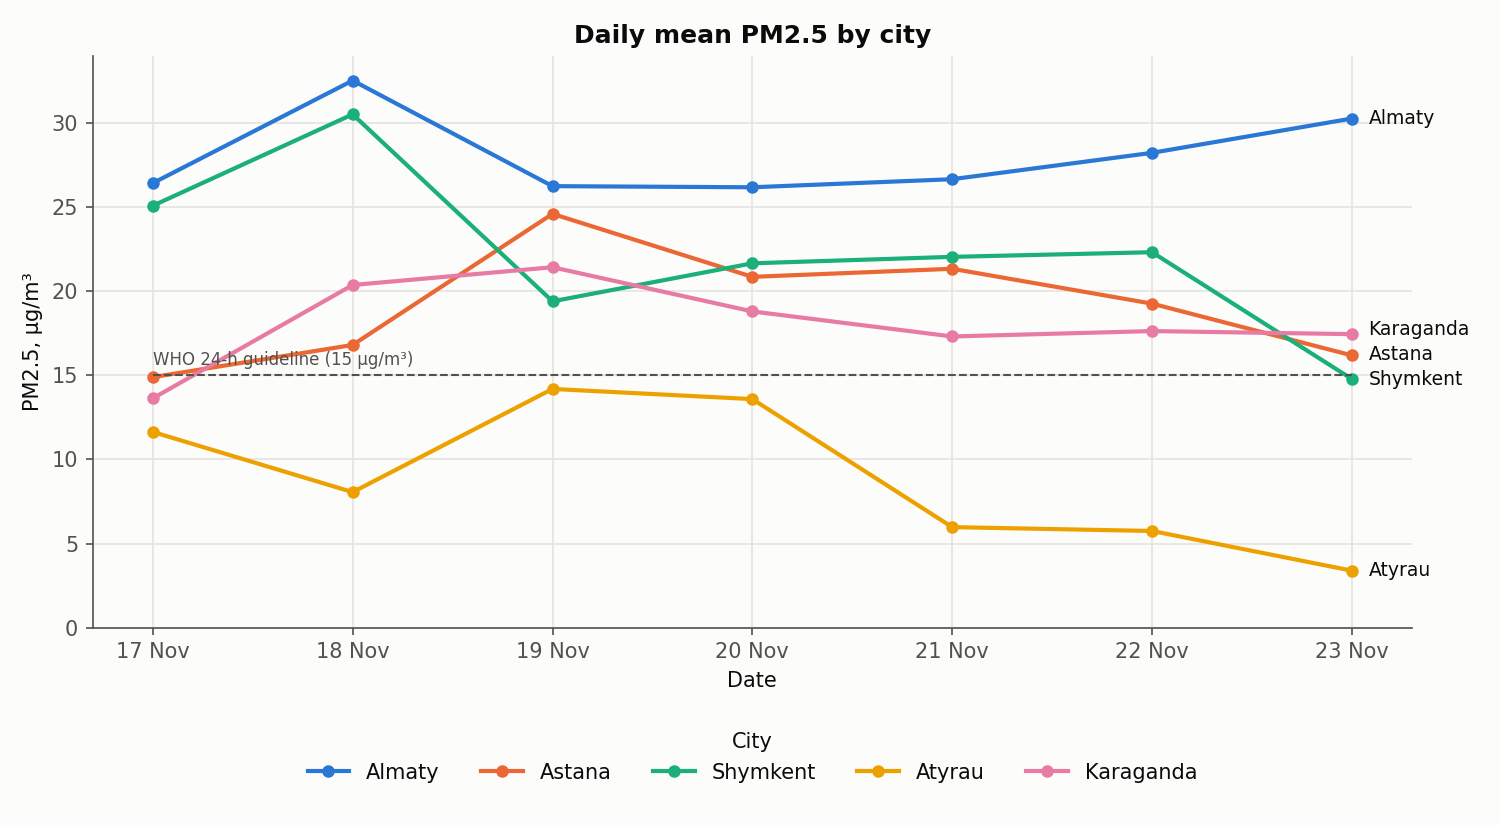 Daily mean PM2.5 by city
PM2.5, µg/m³
30
25
20
15
10
5
0
WHO 24-h guideline (15 µg/m³)
Almaty
Karaganda
Astana
Shymkent
Atyrau
17 Nov 18 Nov 19 Nov 20 Nov 21 Nov 22 Nov 23 Nov
Date
City
Almaty Astana Shymkent Atyrau Karaganda